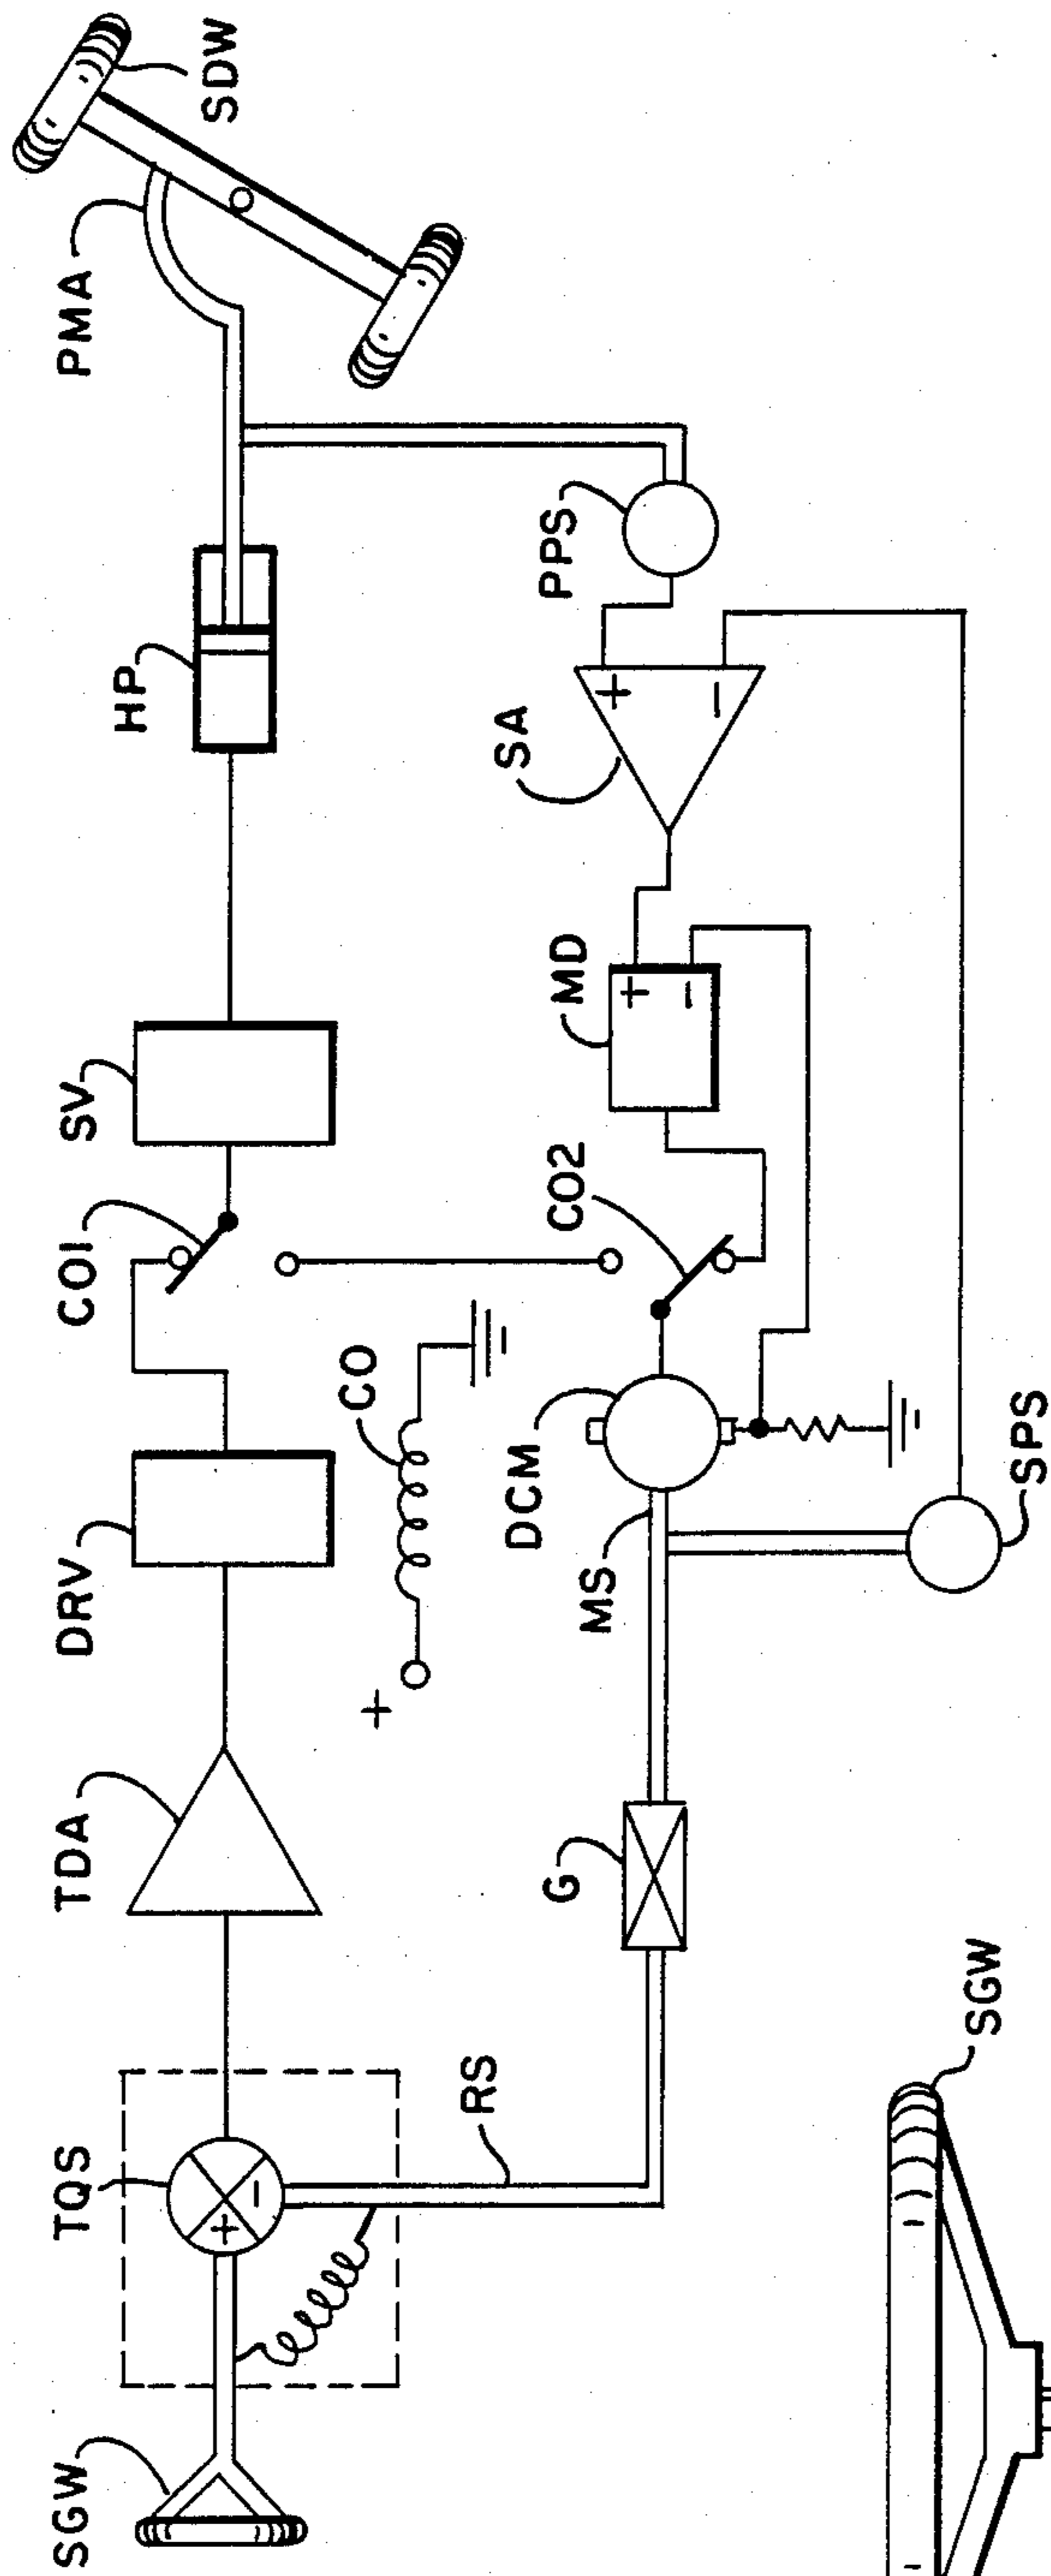 SGW
TQS
TDA
DRV
CO1
SV
HP
PMA
SDW
+
−
+
CO
RS
G
MS
DCM
CO2
MD
+
−
SA
+
−
PPS
SPS
SGW